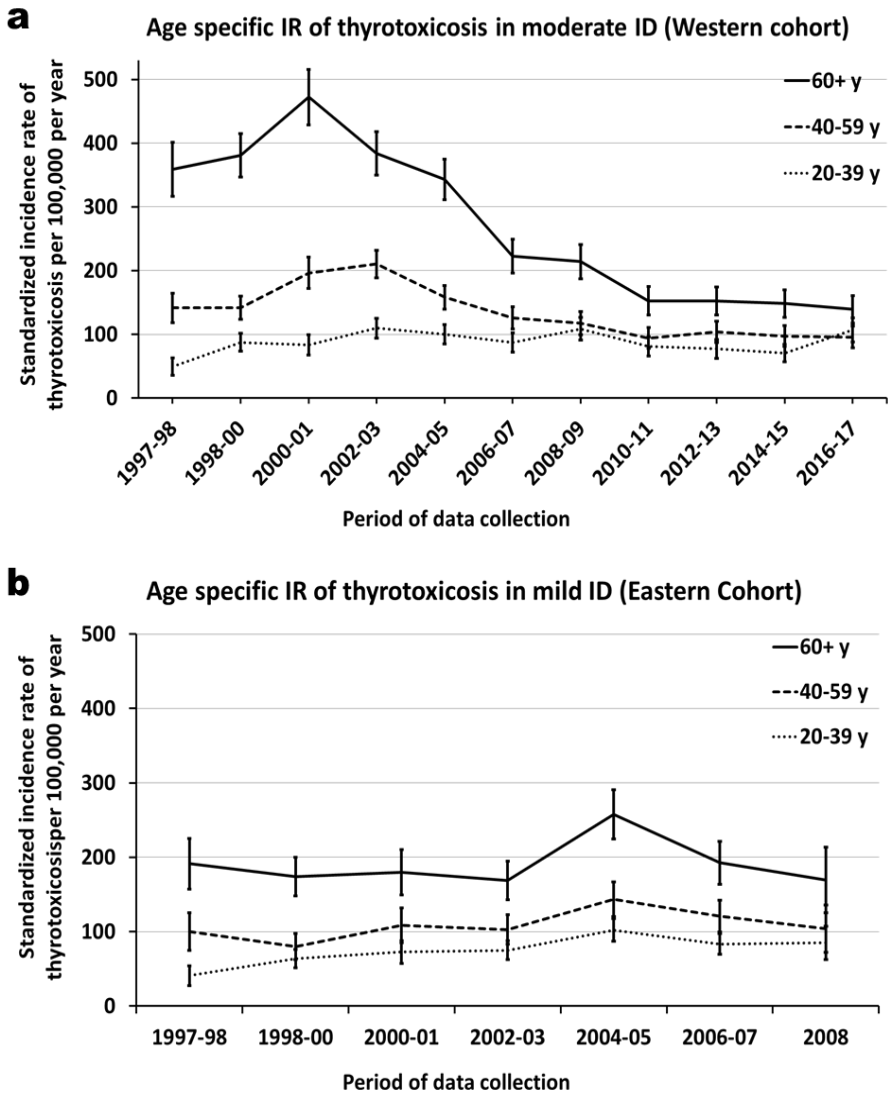 a
Age specific IR of thyrotoxicosis in moderate ID (Western cohort)
Standardized incidence rate of
thyrotoxicosis per 100,000 per year
500
400
300
200
100
0
60+ y
40-59 y
20-39 y
1997-98
1998-00
2000-01
2002-03
2004-05
2006-07
2008-09
2010-11
2012-13
2014-15
2016-17
Period of data collection
b
Age specific IR of thyrotoxicosis in mild ID (Eastern Cohort)
Standardized incidence rate of
thyrotoxicosisper 100,000 per year
500
400
300
200
100
0
60+ y
40-59 y
20-39 y
1997-98
1998-00
2000-01
2002-03
2004-05
2006-07
2008
Period of data collection